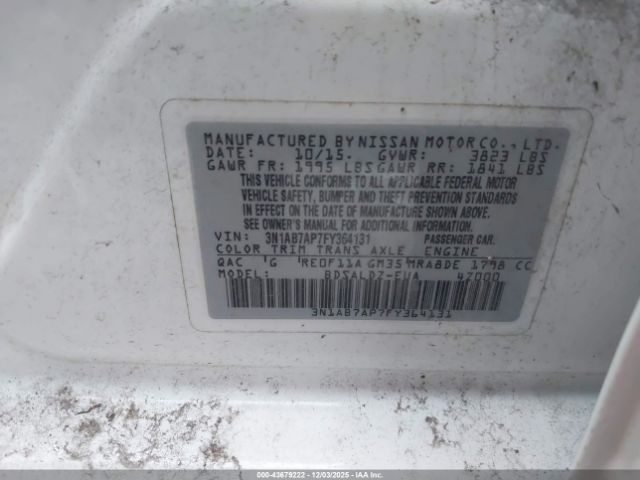 MANUFACTURED BY NISSAN MOTOR CO., LTD.
DATE: 10/15. GVWR: 3823 LBS
GAWR FR: 1995 LBS GAWR RR: 1841 LBS
THIS VEHICLE CONFORMS TO ALL APPLICABLE FEDERAL MOTOR
VEHICLE SAFETY, BUMPER AND THEFT PREVENTION STANDARDS
IN EFFECT ON THE DATE OF MANUFACTURE SHOWN ABOVE.
SEE OWNER'S MANUAL FOR ADDITIONAL INFORMATION
VIN: 3N1AB7AP7FY364131 PASSENGER CAR
COLOR TRIM TRANS AXLE ENGINE
QAC 'G 'RE0F11A GM35 MRA8DE 1798 CC
MODEL: BDSALDZ-EUA 47000
3N1AB7AP7FY364131
000-43679222 - 12/03/2025 - IAA Inc.